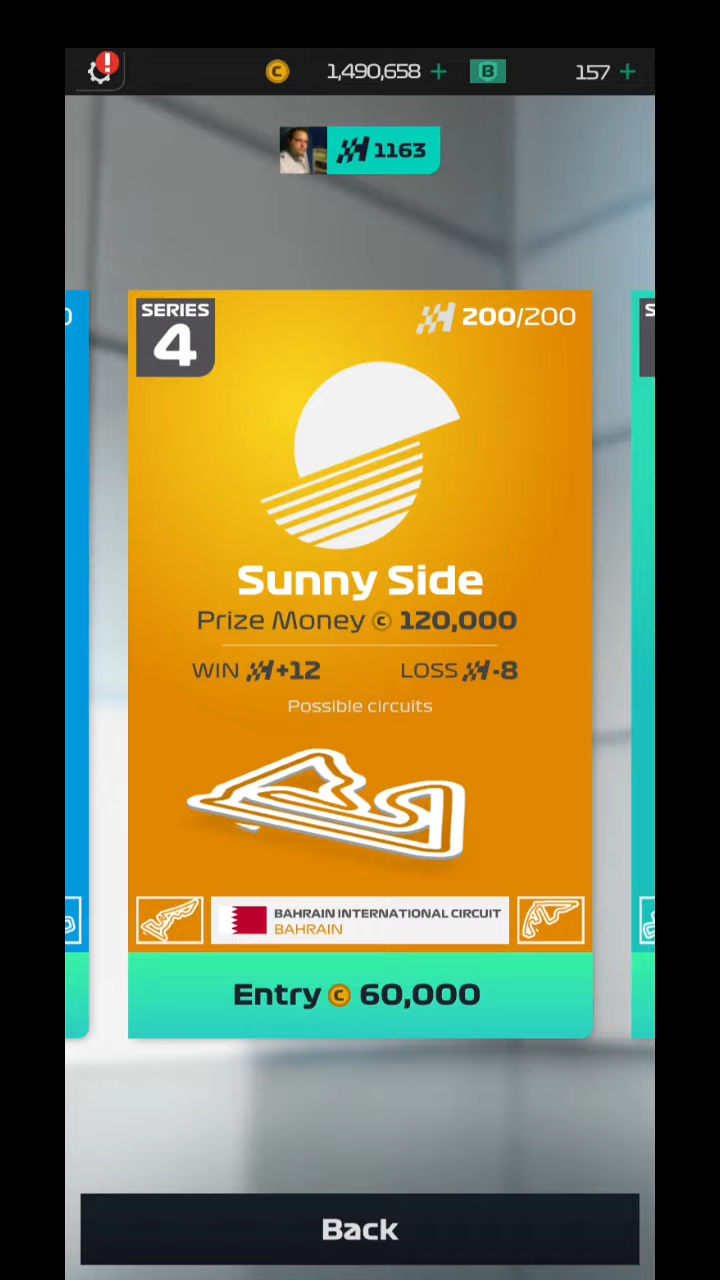 1,490,658 + B 157 +
1163
SERIES
4
200/200
Sunny Side
Prize Money C 120,000
WIN +12 LOSS -8
Possible circuits
BAHRAIN INTERNATIONAL CIRCUIT
BAHRAIN
Entry C 60,000
Back